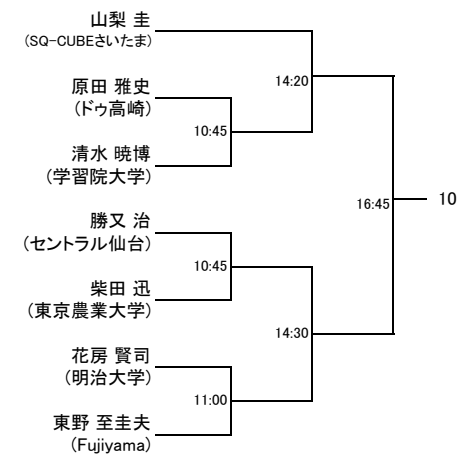 山梨 圭
(SQ-CUBEさいたま)
14:20
原田 雅史
(ドゥ高崎)
10:45
清水 暁博
(学習院大学)
16:45
10
勝又 治
(セントラル仙台)
10:45
柴田 迅
(東京農業大学)
14:30
花房 賢司
(明治大学)
11:00
東野 至圭夫
(Fujiyama)